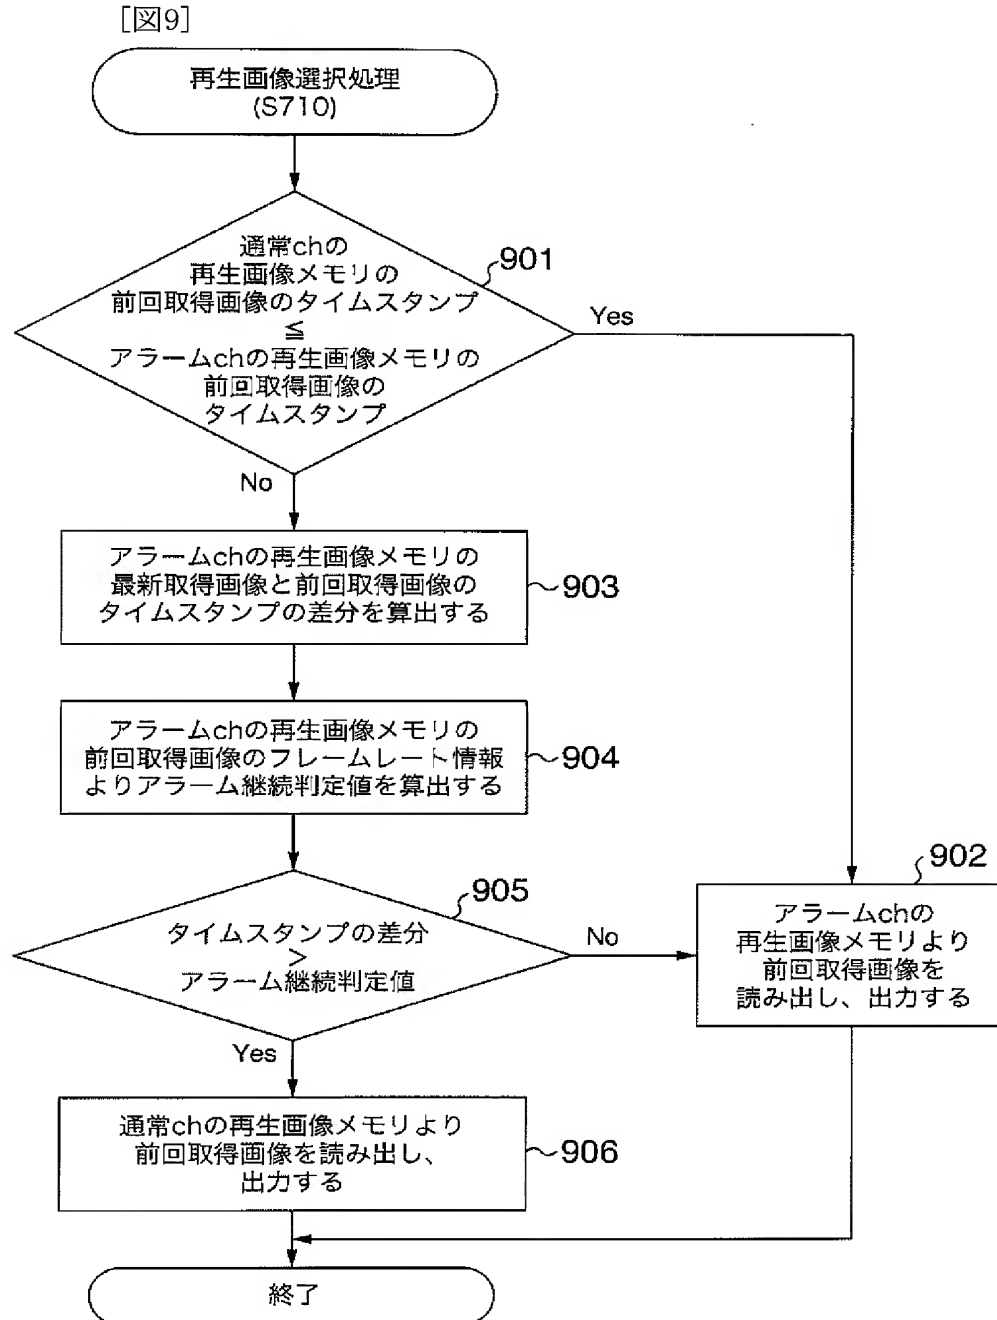 [図9]
再生画像選択処理
(S710)
通常chの
再生画像メモリの
前回取得画像のタイムスタンプ
≦
アラームchの再生画像メモリの
前回取得画像の
タイムスタンプ
901
Yes
No
アラームchの再生画像メモリの
最新取得画像と前回取得画像の
タイムスタンプの差分を算出する
903
アラームchの再生画像メモリの
前回取得画像のフレームレート情報
よりアラーム継続判定値を算出する
904
タイムスタンプの差分
>
アラーム継続判定値
905
No
Yes
902
アラームchの
再生画像メモリより
前回取得画像を
読み出し、出力する
通常chの再生画像メモリより
前回取得画像を読み出し、
出力する
906
終了